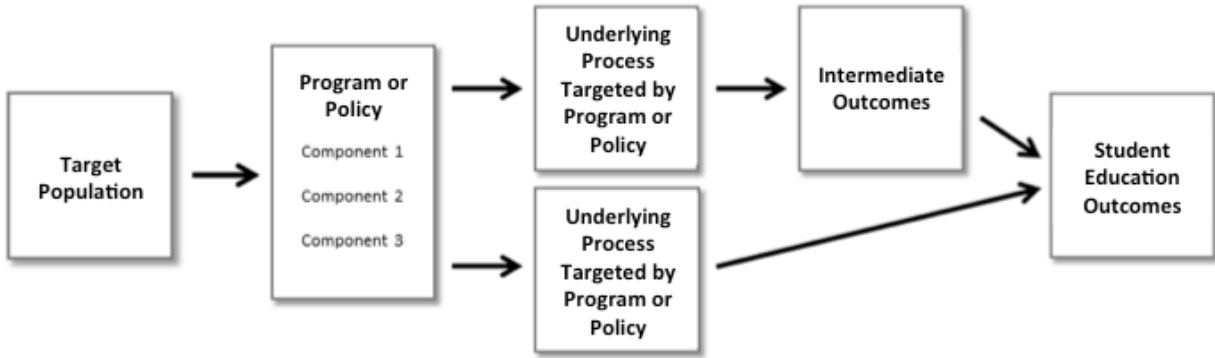 Target
Population
Program or
Policy
Component 1
Component 2
Component 3
Underlying
Process
Targeted by
Program or
Policy
Intermediate
Outcomes
Underlying
Process
Targeted by
Program or
Policy
Student
Education
Outcomes